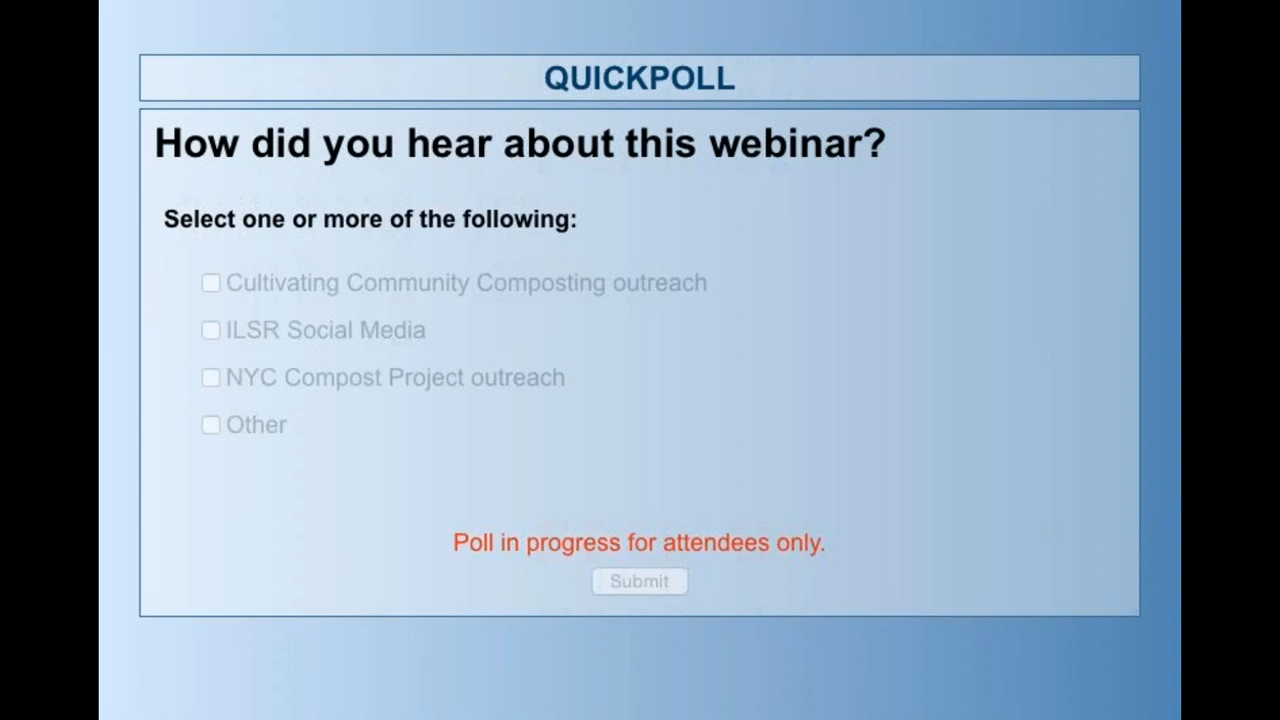 QUICKPOLL
How did you hear about this webinar?
Select one or more of the following:
Cultivating Community Composting outreach
ILSR Social Media
NYC Compost Project outreach
Other
Poll in progress for attendees only.
Submit